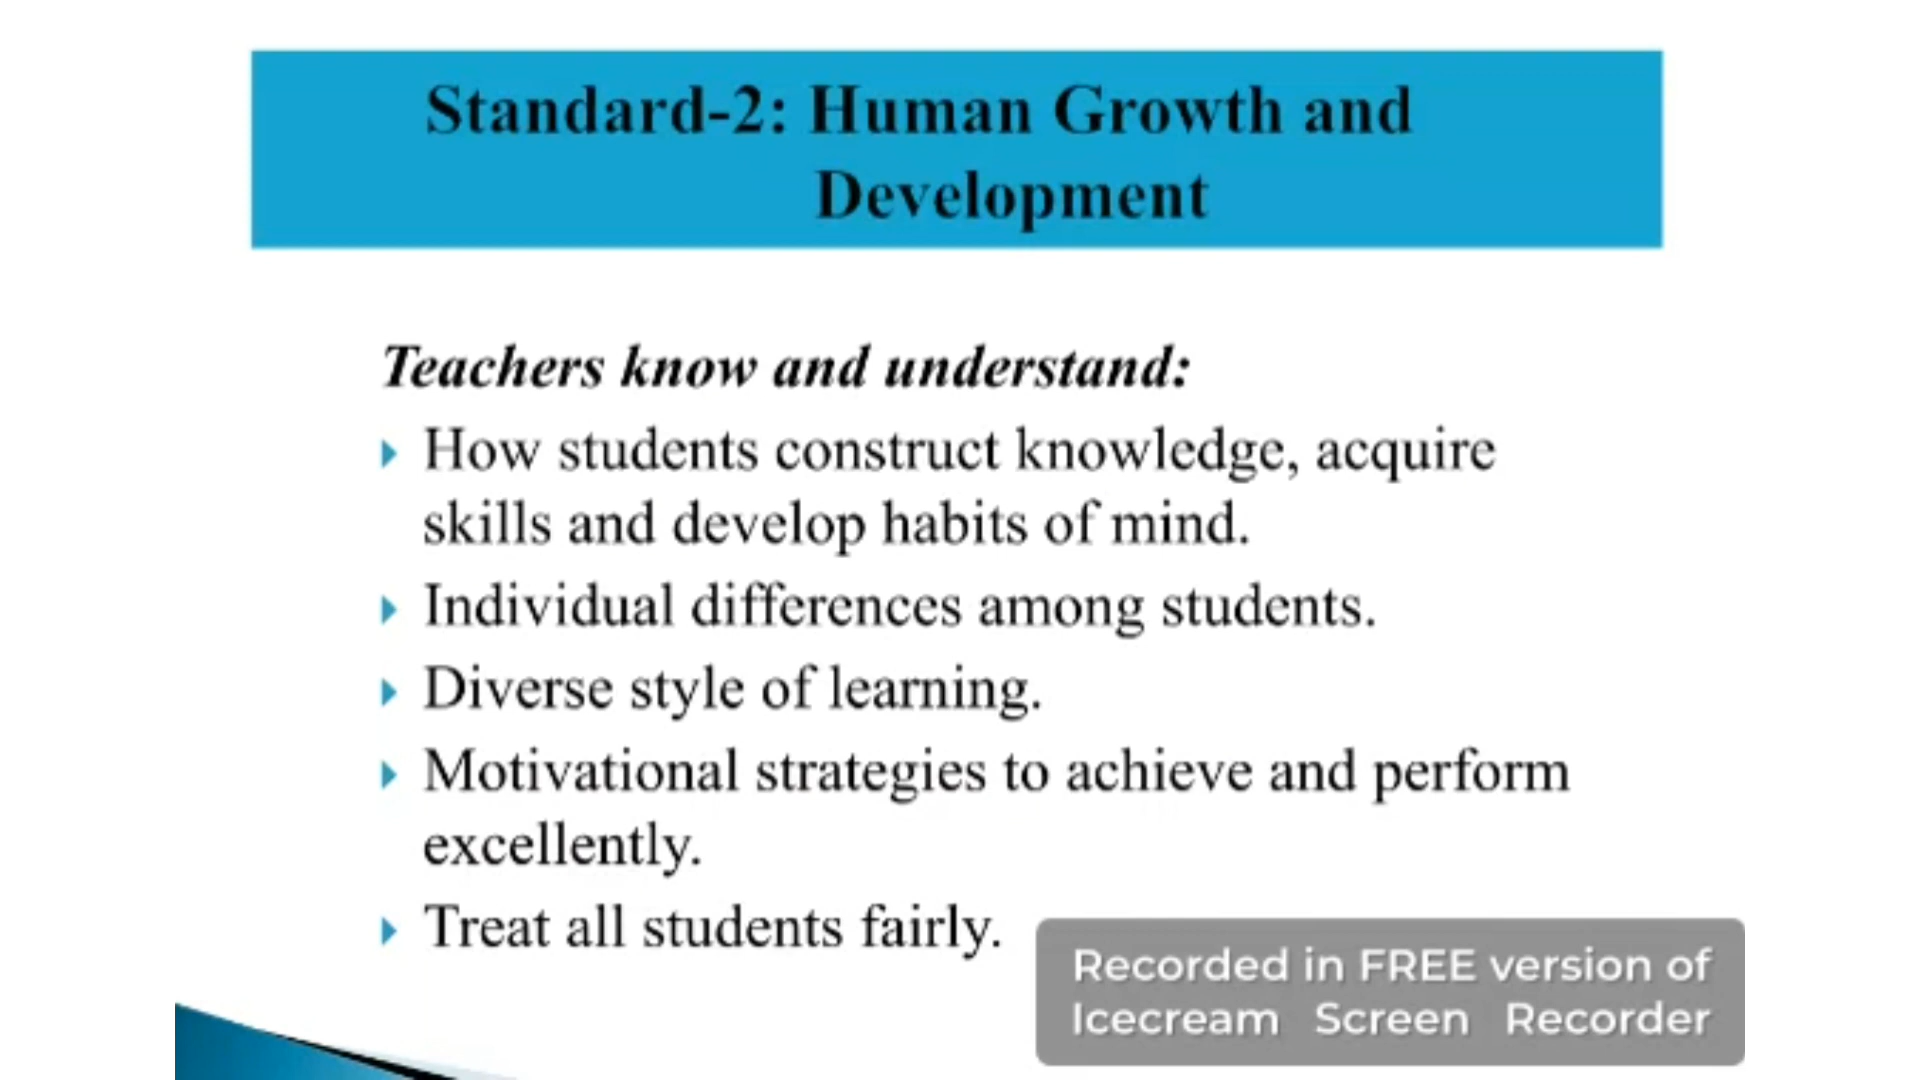 Standard-2: Human Growth and
Development
Teachers know and understand:
How students construct knowledge, acquire
skills and develop habits of mind.
Individual differences among students.
Diverse style of learning.
Motivational strategies to achieve and perform
excellently.
Treat all students fairly.
Recorded in FREE version of
Icecream Screen Recorder